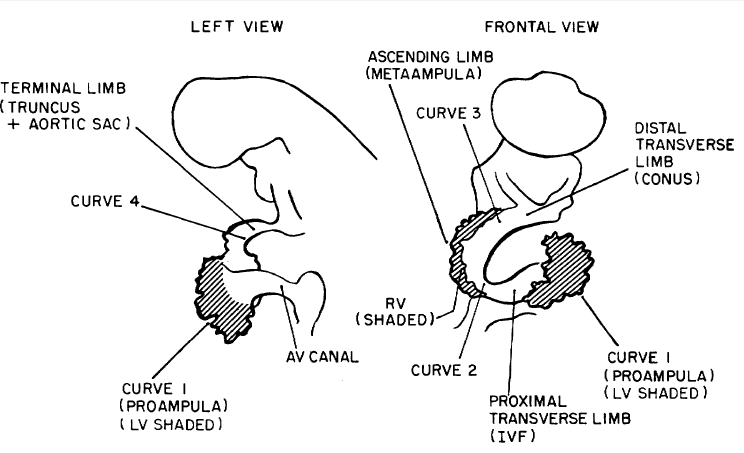 LEFT VIEW
FRONTAL VIEW
TERMINAL LIMB
(TRUNCUS
+ AORTIC SAC)
CURVE 4
AV CANAL
CURVE I
(PROAMPULA)
(LV SHADED)
ASCENDING LIMB
(METAAMPULA)
CURVE 3
DISTAL
TRANSVERSE
LIMB
(CONUS)
RV
(SHADED)
CURVE 2
PROXIMAL
TRANSVERSE LIMB
(IVF)
CURVE I
(PROAMPULA)
(LV SHADED)